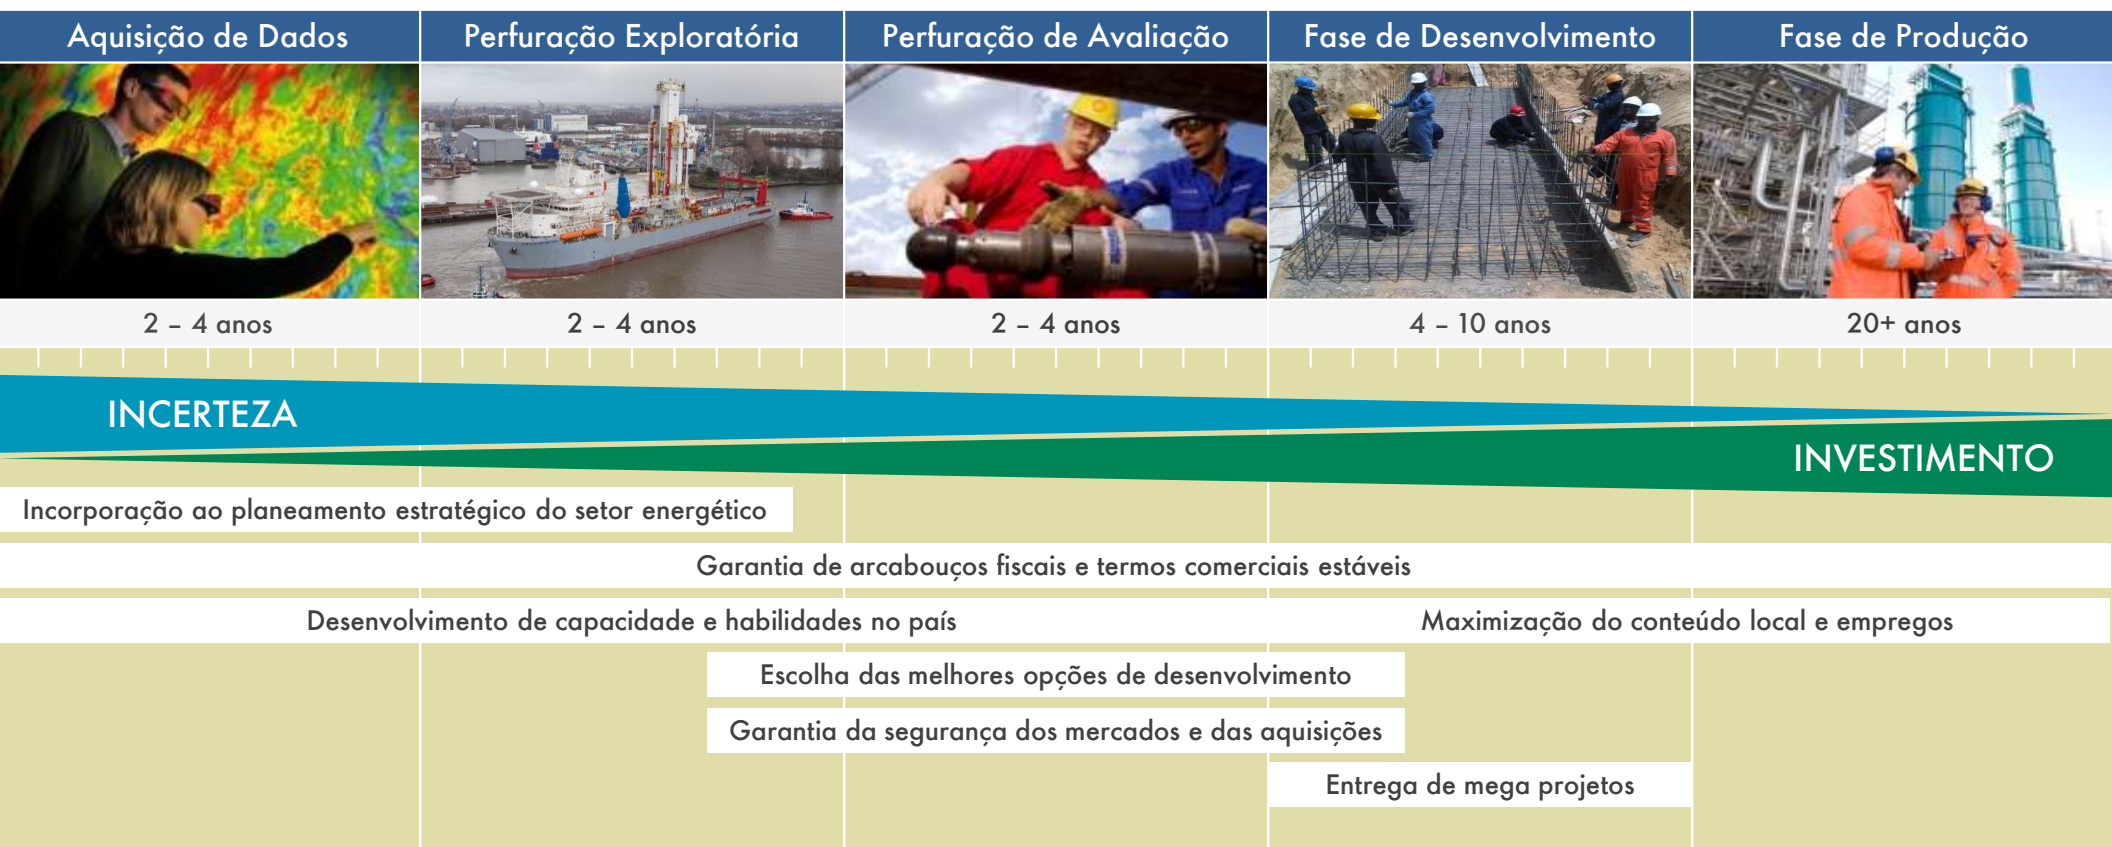 Aquisição de Dados
Perfuração Exploratória
Perfuração de Avaliação
Fase de Desenvolvimento
Fase de Produção
2 – 4 anos
2 – 4 anos
2 – 4 anos
4 – 10 anos
20+ anos
INCERTEZA
INVESTIMENTO
Incorporação ao planeamento estratégico do setor energético
Garantia de arcabouços fiscais e termos comerciais estáveis
Desenvolvimento de capacidade e habilidades no país
Maximização do conteúdo local e empregos
Escolha das melhores opções de desenvolvimento
Garantia da segurança dos mercados e das aquisições
Entrega de mega projetos